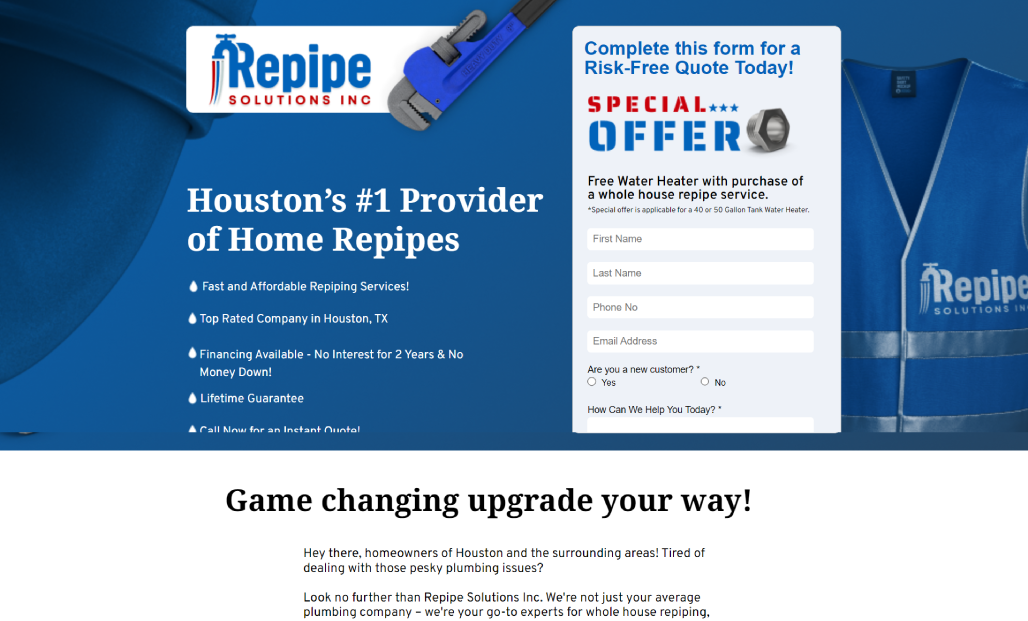 Repipe
SOLUTIONS INC
Houston's #1 Provider
of Home Repipes
Fast and Affordable Repiping Services!
Top Rated Company in Houston, TX
Financing Available - No Interest for 2 Years & No
Money Down!
Lifetime Guarantee
Call Now for an Instant Quote!
Complete this form for a
Risk-Free Quote Today!
SPECIAL
OFFER
Free Water Heater with purchase of
a whole house repipe service.
*Special offer is applicable for a 40 or 50 Gallon Tank Water Heater.
First Name
Last Name
Phone No
Email Address
Are you a new customer? *
Yes No
How Can We Help You Today? *
Repipe
SOLUTIONS IN
Game changing upgrade your way!
Hey there, homeowners of Houston and the surrounding areas! Tired of
dealing with those pesky plumbing issues?
Look no further than Repipe Solutions Inc. We're not just your average
plumbing company – we're your go-to experts for whole house repiping,